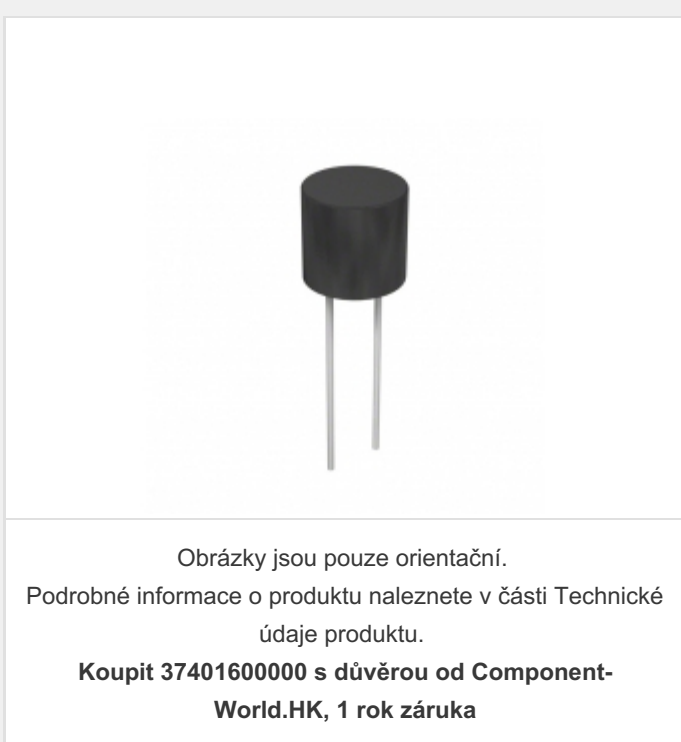 Obrázky jsou pouze orientační.
Podrobné informace o produktu naleznete v části Technické
údaje produktu.
Koupit 37401600000 s důvěrou od Component-
World.HK, 1 rok záruka